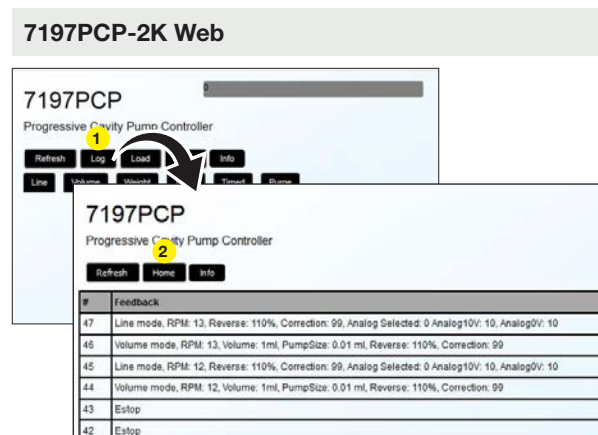 7197PCP-2K Web
7197PCP
0
Progressive Cavity Pump Controller
1
Refresh Log Load Info
Line Volume Weight Timed Purge
7197PCP
Progressive Cavity Pump Controller
2
Refresh Home Info
# Feedback
47 Line mode, RPM: 13, Reverse: 110%, Correction: 99, Analog Selected: 0 Analog10V: 10, Analog0V: 10
46 Volume mode, RPM: 13, Volume: 1ml, PumpSize: 0.01 ml, Reverse: 110%, Correction: 99
45 Line mode, RPM: 12, Reverse: 110%, Correction: 99, Analog Selected: 0 Analog10V: 10, Analog0V: 10
44 Volume mode, RPM: 12, Volume: 1ml, PumpSize: 0.01 ml, Reverse: 110%, Correction: 99
43 Estop
42 Estop